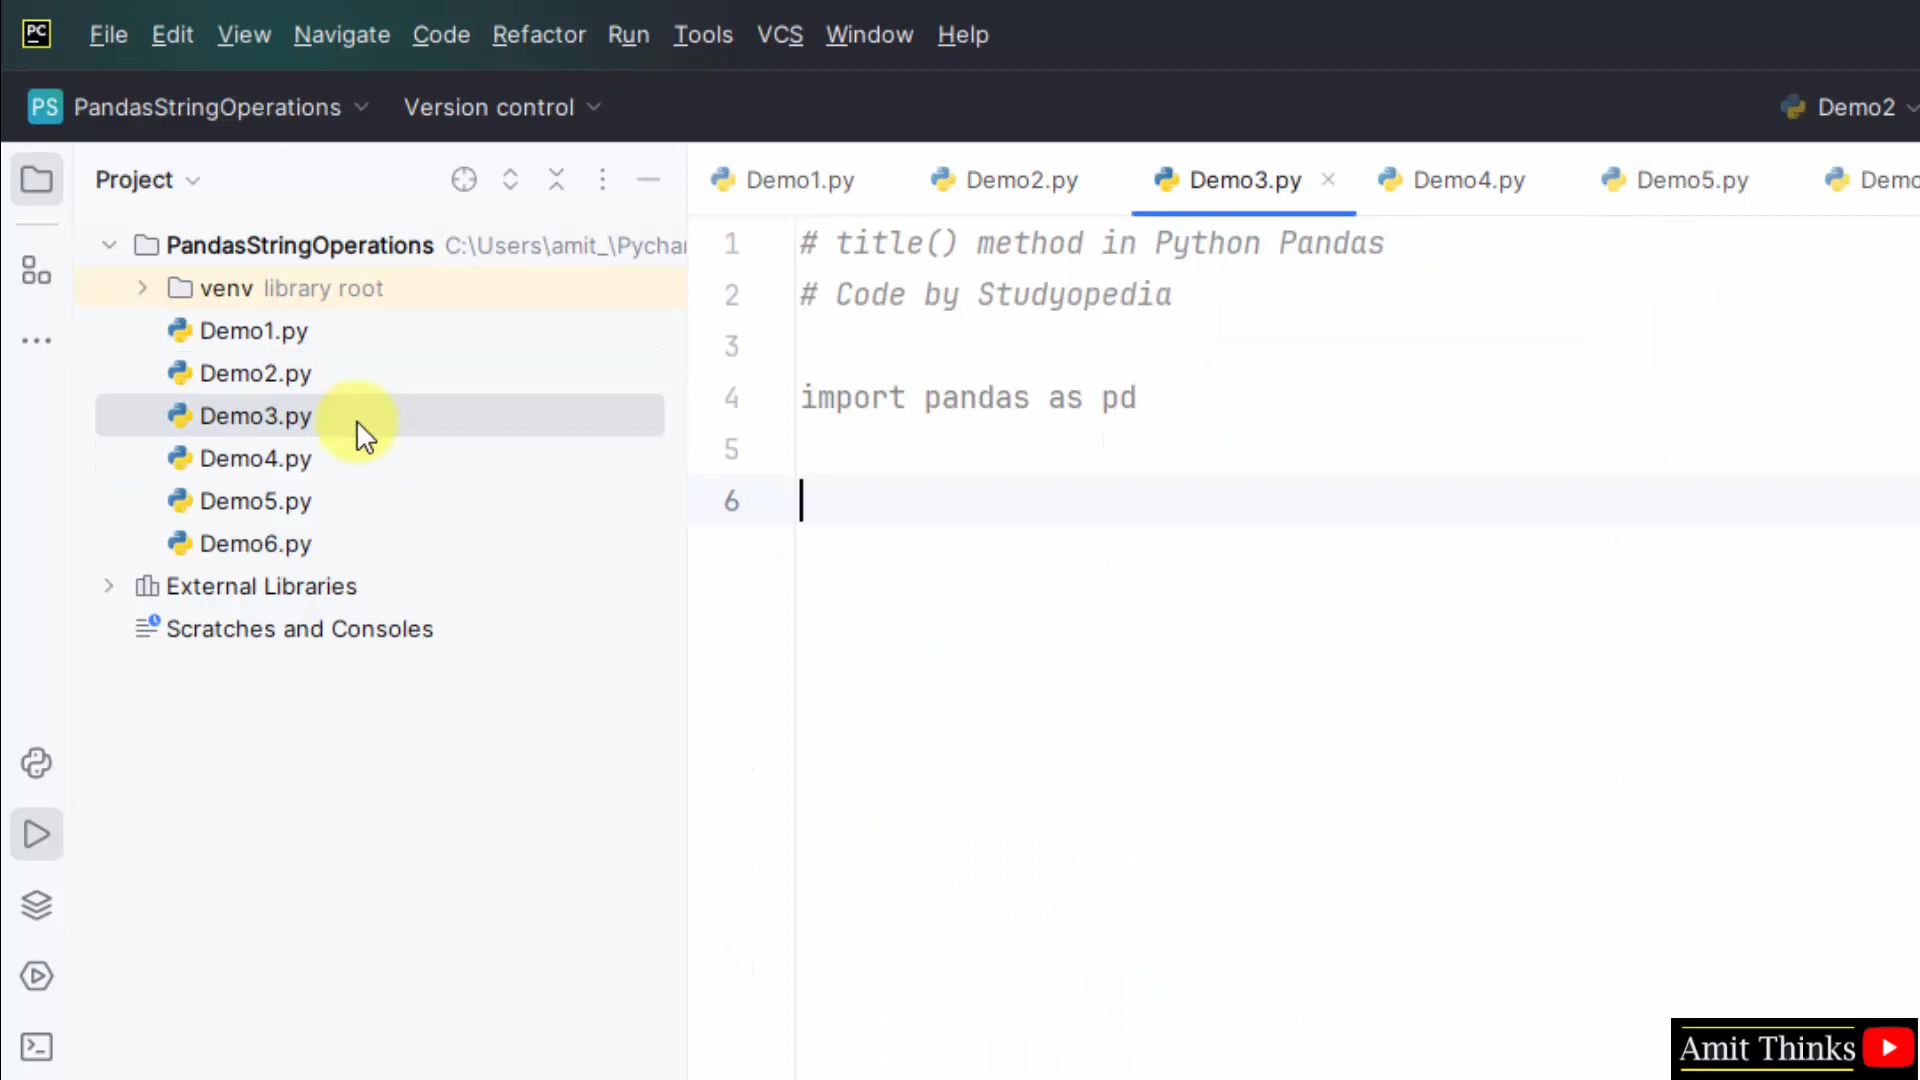 PC File Edit View Navigate Code Refactor Run Tools VCS Window Help
PS PandasStringOperations Version control Demo2
Project
Demo1.py Demo2.py Demo3.py Demo4.py Demo5.py Demo
PandasStringOperations C:\Users\amit_\Pychar
venv library root
Demo1.py
Demo2.py
Demo3.py
Demo4.py
Demo5.py
Demo6.py
External Libraries
Scratches and Consoles
1 # title() method in Python Pandas
2 # Code by Studyopedia
3
4 import pandas as pd
5
6
Amit Thinks